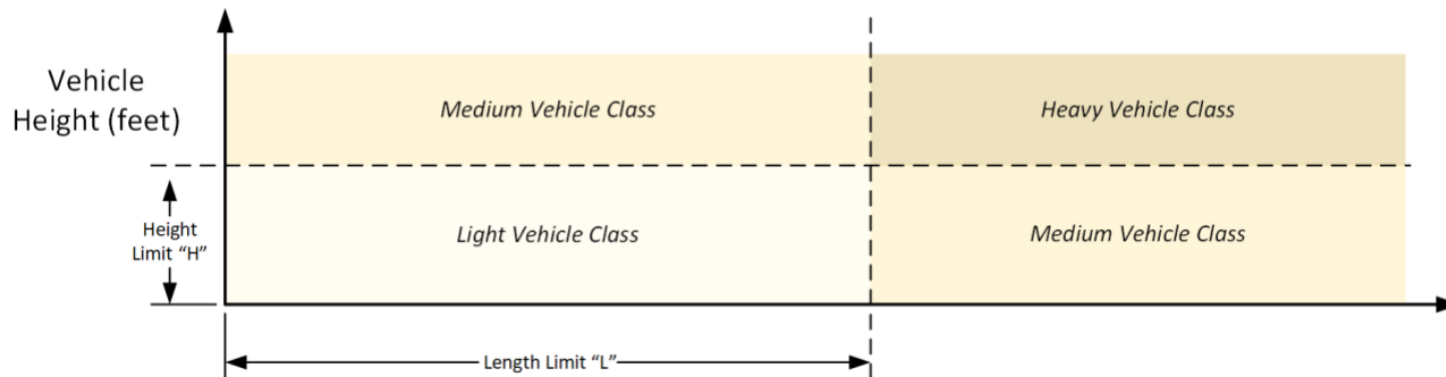 Vehicle
Height (feet)
Medium Vehicle Class
Heavy Vehicle Class
Height
Limit “H”
Light Vehicle Class
Medium Vehicle Class
Length Limit “L”